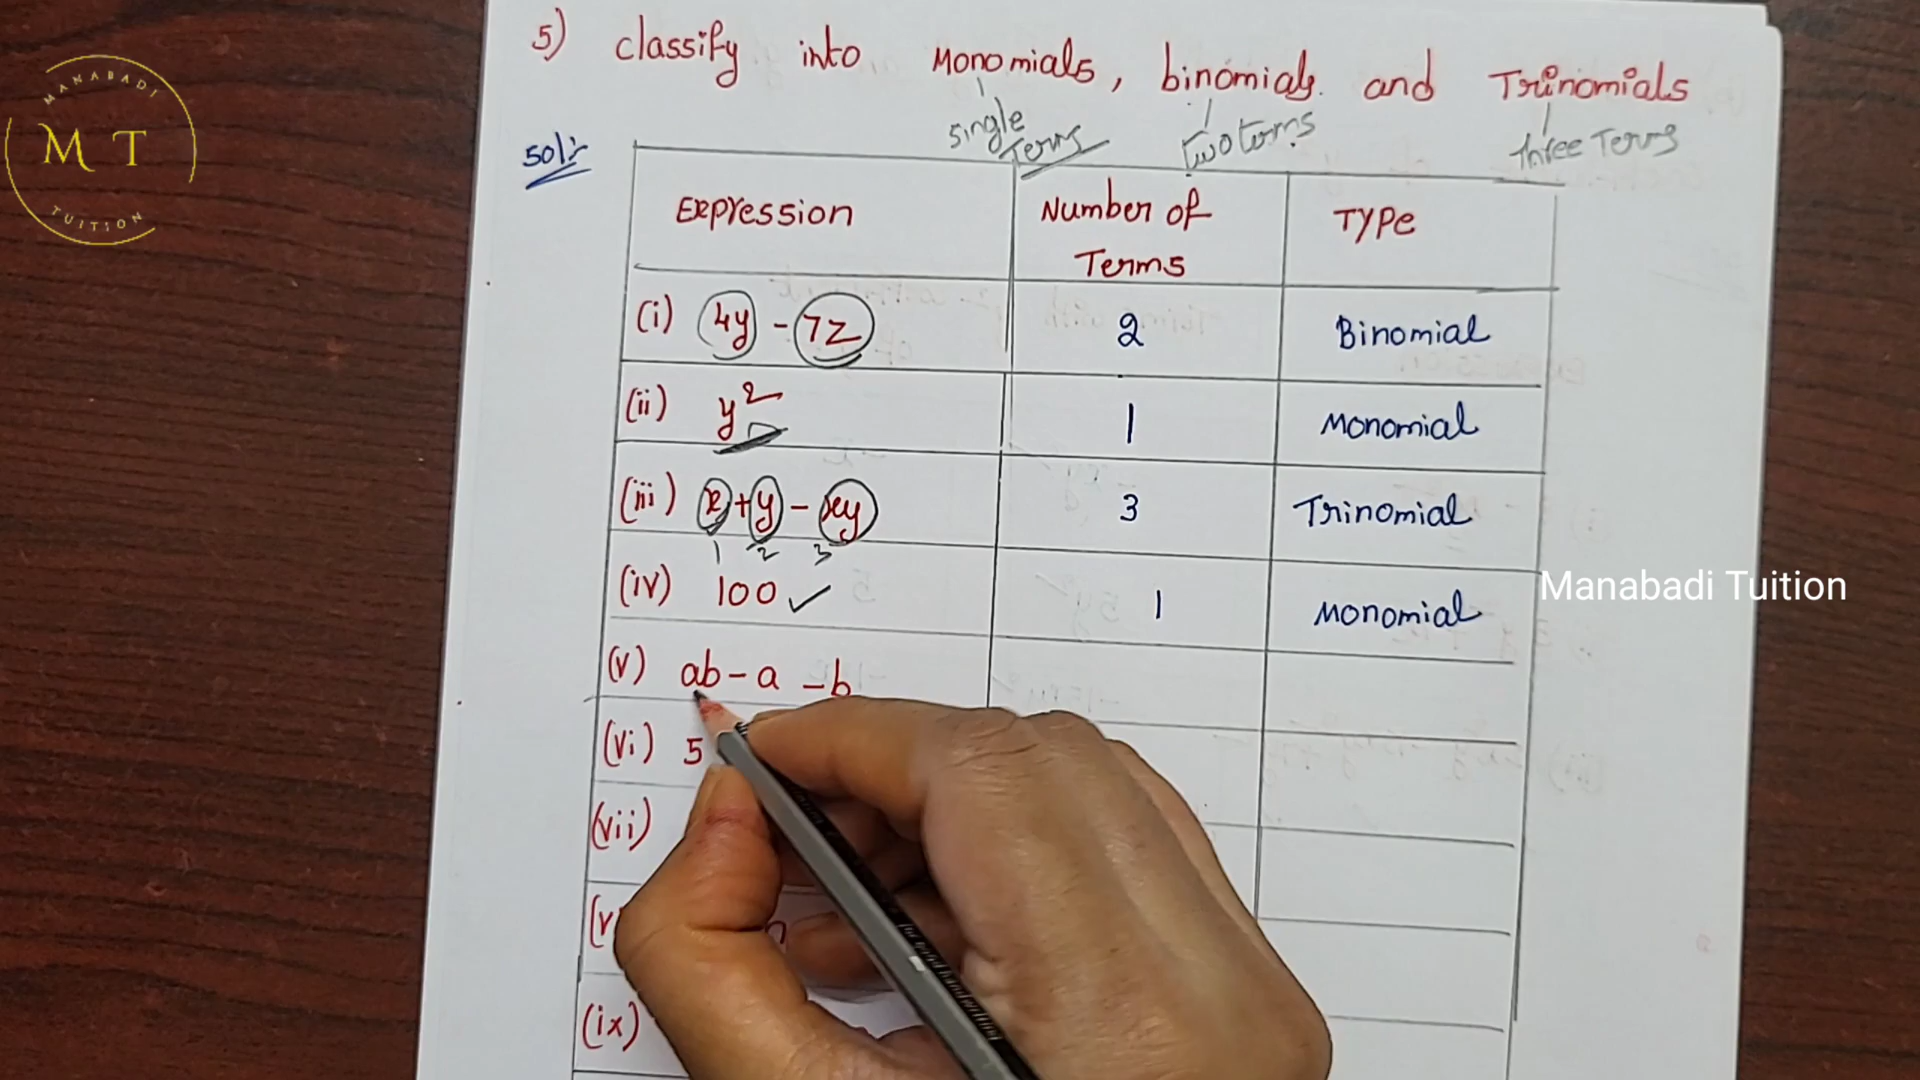 MANABADI
M T
TUITION
5) classify into Monomials, binomials. and Trinomials
single Terms two terms three Terms
Sol:-
Expression Number of Terms TYPe
(i) 4y - 7z 2 Binomial
(ii) y² 1 Monomial
(iii) x + y - xy 3 Trinomial
1 2 3
(iv) 100 ✓ 1 Monomial
Manabadi Tuition
(v) ab - a - b
(vi) 5
(vii)
(ix)